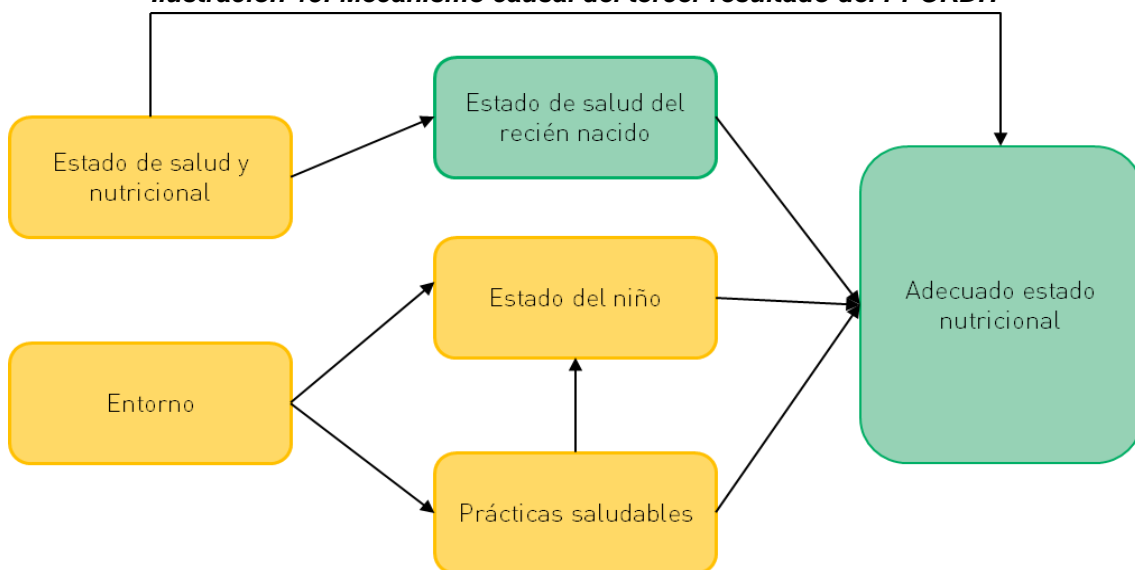 Estado de salud del
recién nacido
Estado de salud y
nutricional
Estado del niño
Adecuado estado
nutricional
Entorno
Prácticas saludables